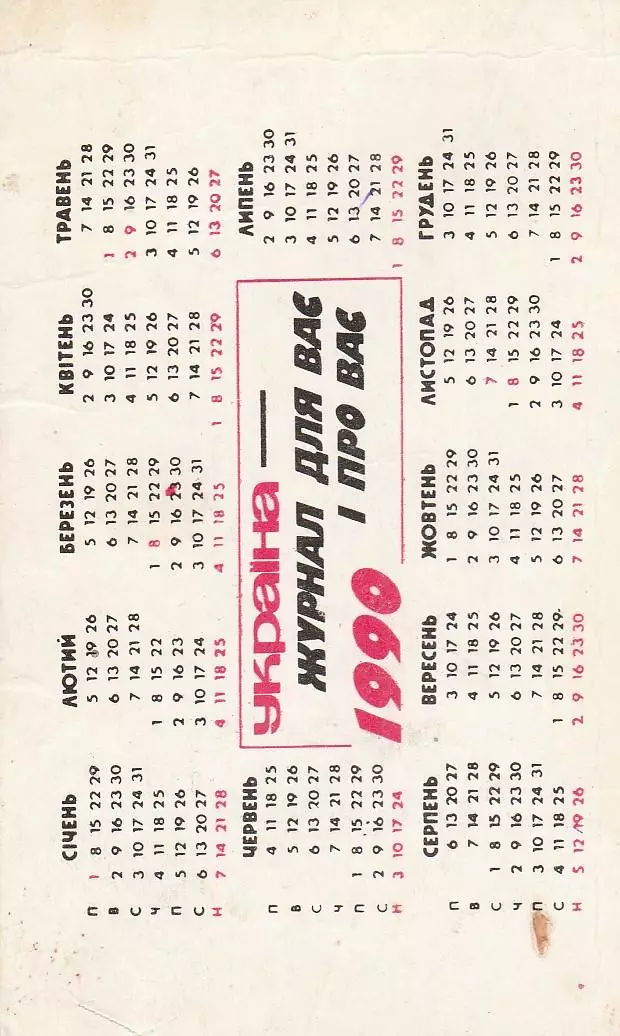 СІЧЕНЬ ЛЮТИЙ БЕРЕЗЕНЬ КВІТЕНЬ ТРАВЕНЬ
П 1 8 15 22 29 5 12 19 26 5 12 19 26 2 9 16 23 30 7 14 21 28
В 2 9 16 23 30 6 13 20 27 6 13 20 27 3 10 17 24 1 8 15 22 29
С 3 10 17 24 31 7 14 21 28 7 14 21 28 4 11 18 25 2 9 16 23 30
Ч 4 11 18 25 1 8 15 22 1 8 15 22 29 5 12 19 26 3 10 17 24 31
П 5 12 19 26 2 9 16 23 2 9 16 23 30 6 13 20 27 4 11 18 25
С 6 13 20 27 3 10 17 24 3 10 17 24 31 7 14 21 28 5 12 19 26
Н 7 14 21 28 4 11 18 25 4 11 18 25 1 8 15 22 29 6 13 20 27
ЧЕРВЕНЬ
П 4 11 18 25
В 5 12 19 26
С 6 13 20 27
Ч 7 14 21 28
П 1 8 15 22 29
С 2 9 16 23 30
Н 3 10 17 24
Україна —
ЖУРНАЛ ДЛЯ ВАС
І ПРО ВАС
1990
ЛИПЕНЬ
2 9 16 23 30
3 10 17 24 31
4 11 18 25
5 12 19 26
6 13 20 27
7 14 21 28
1 8 15 22 29
СЕРПЕНЬ ВЕРЕСЕНЬ ЖОВТЕНЬ ЛИСТОПАД ГРУДЕНЬ
П 6 13 20 27 3 10 17 24 1 8 15 22 29 5 12 19 26 3 10 17 24 31
В 7 14 21 28 4 11 18 25 2 9 16 23 30 6 13 20 27 4 11 18 25
С 1 8 15 22 29 5 12 19 26 3 10 17 24 31 7 14 21 28 5 12 19 26
Ч 2 9 16 23 30 6 13 20 27 4 11 18 25 1 8 15 22 29 6 13 20 27
П 3 10 17 24 31 7 14 21 28 5 12 19 26 2 9 16 23 30 7 14 21 28
С 4 11 18 25 1 8 15 22 29 6 13 20 27 3 10 17 24 1 8 15 22 29
Н 5 12 19 26 2 9 16 23 30 7 14 21 28 4 11 18 25 2 9 16 23 30